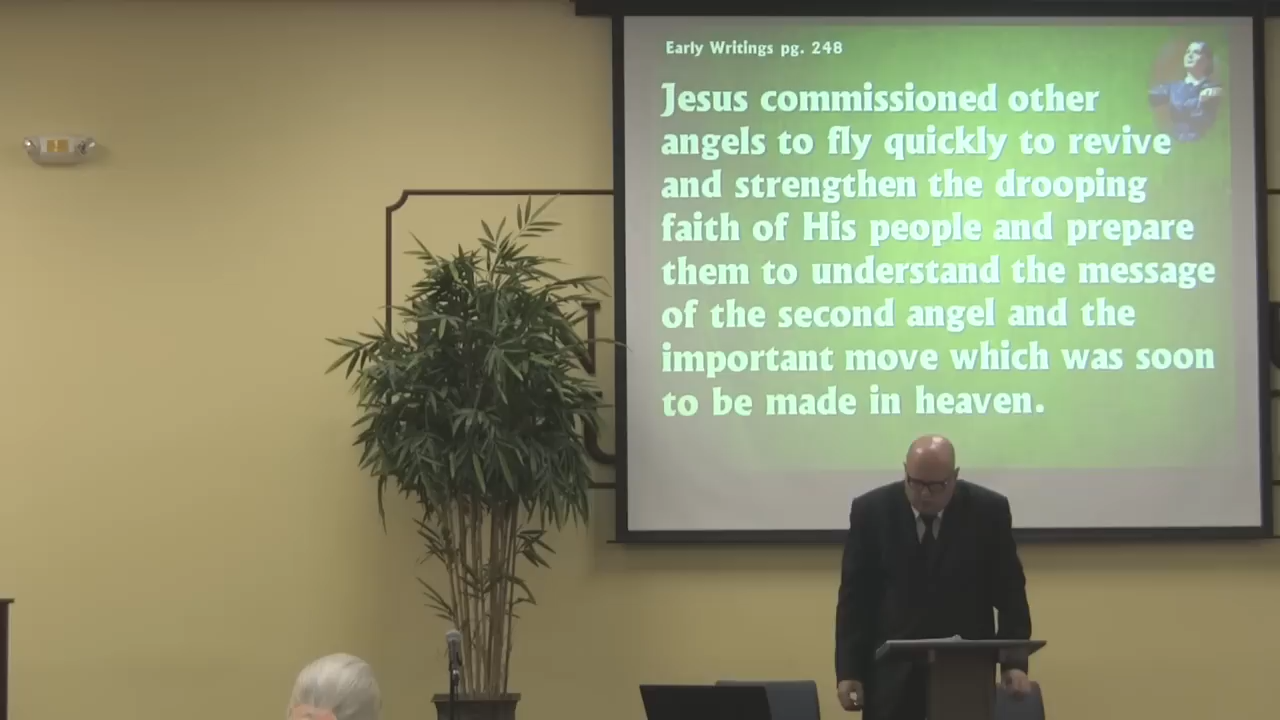 Early Writings pg. 248
Jesus commissioned other
angels to fly quickly to revive
and strengthen the drooping
faith of His people and prepare
them to understand the message
of the second angel and the
important move which was soon
to be made in heaven.